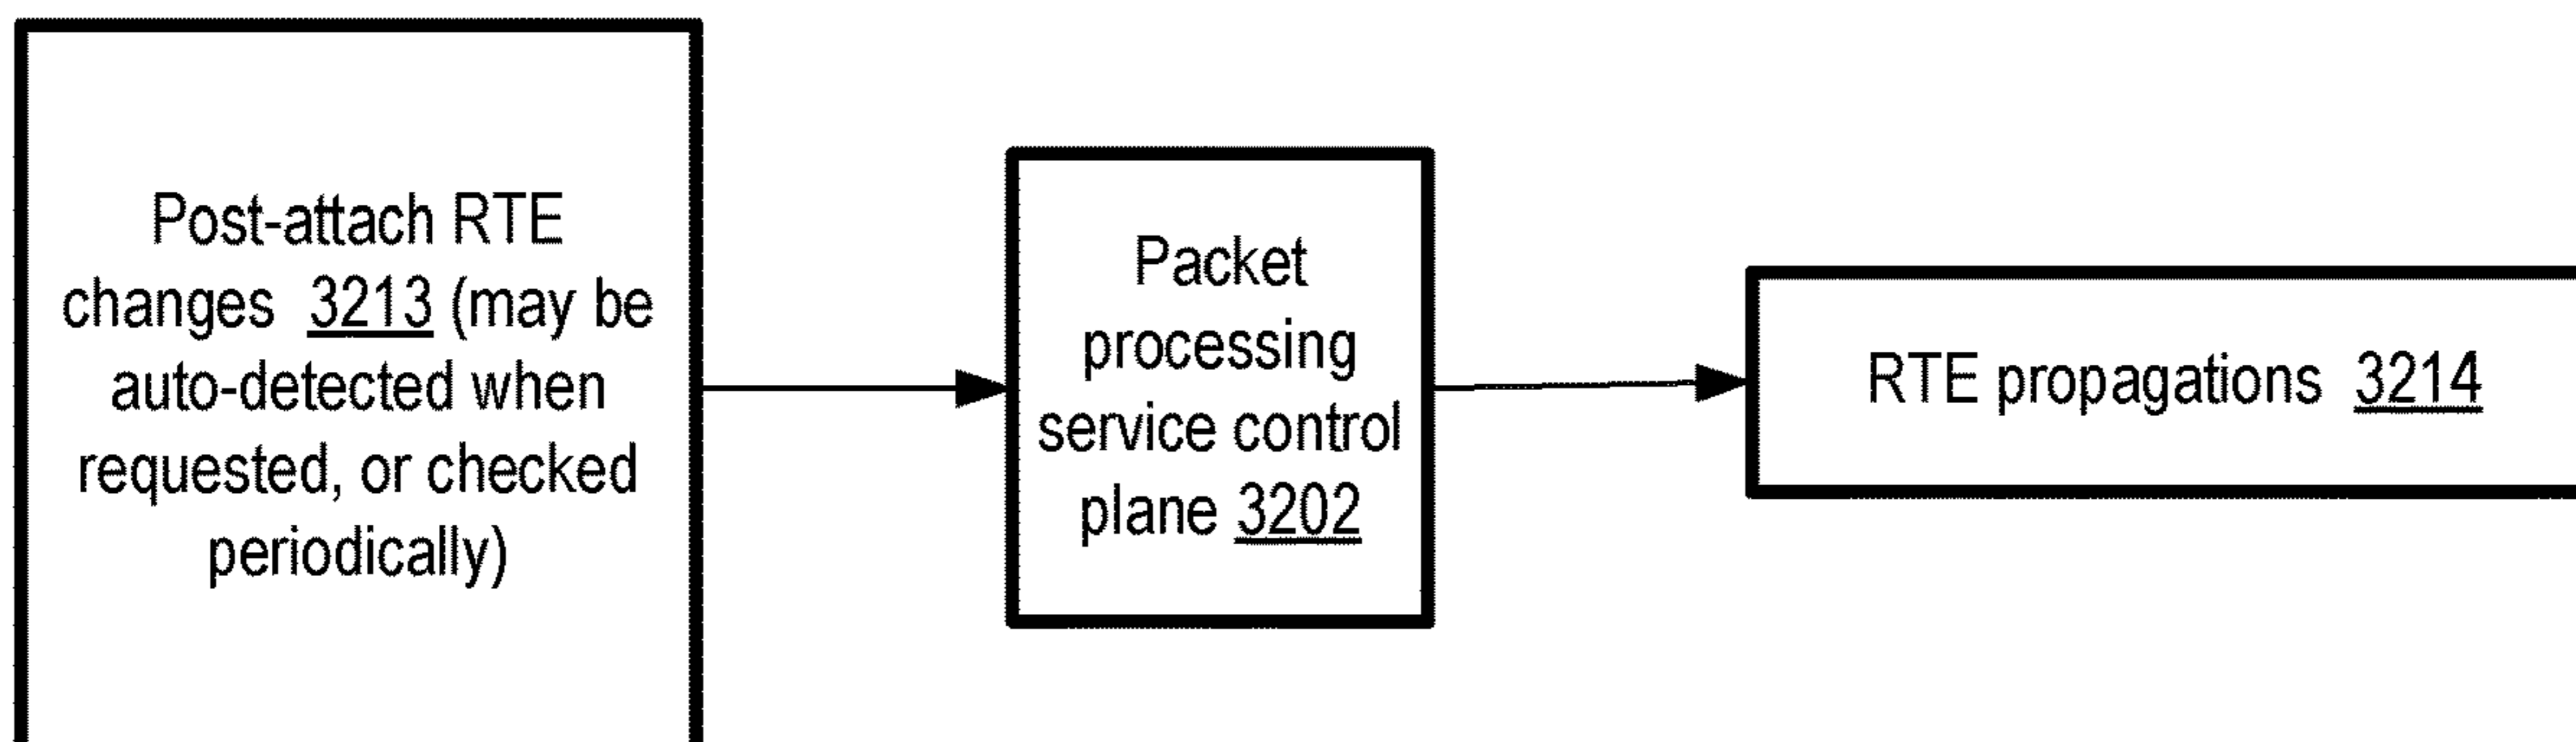 Post-attach RTE
changes 3213 (may be
auto-detected when
requested, or checked
periodically)
Packet
processing
service control
plane 3202
RTE propagations 3214